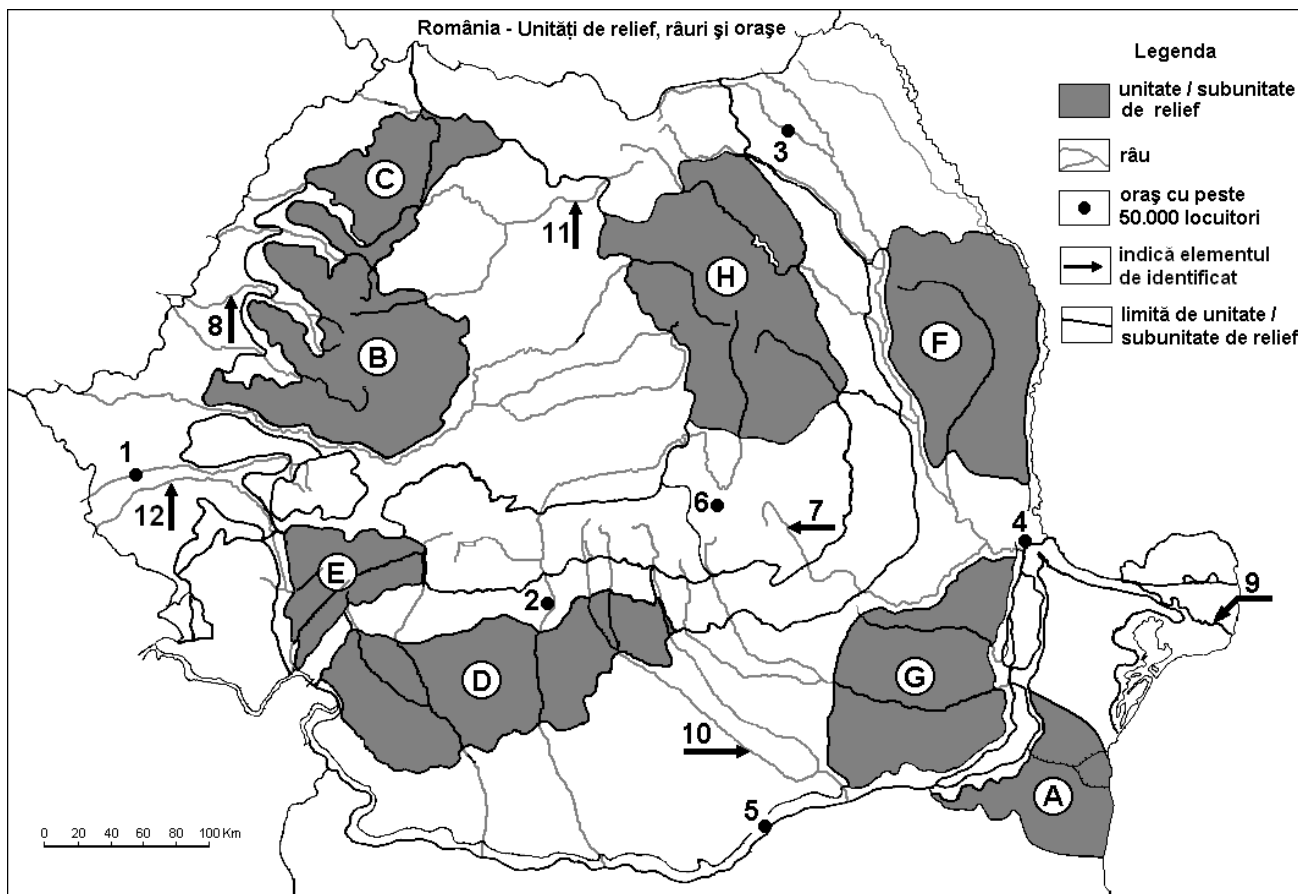 România - Unităţi de relief, râuri şi oraşe
Legenda
unitate / subunitate
de relief
râu
oraş cu peste
50.000 locuitori
indică elementul
de identificat
limită de unitate /
subunitate de relief
3
C
11
H
8
F
B
1
12
6
7
4
E
2
9
D
G
10
A
5
0 20 40 60 80 100 Km